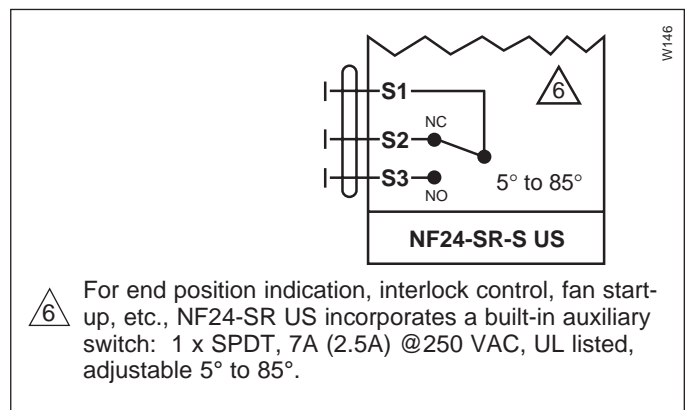 W146
S1
6
NC
S2
S3
5° to 85°
NO
NF24-SR-S US
6
For end position indication, interlock control, fan start-
up, etc., NF24-SR US incorporates a built-in auxiliary
switch: 1 x SPDT, 7A (2.5A) @250 VAC, UL listed,
adjustable 5° to 85°.